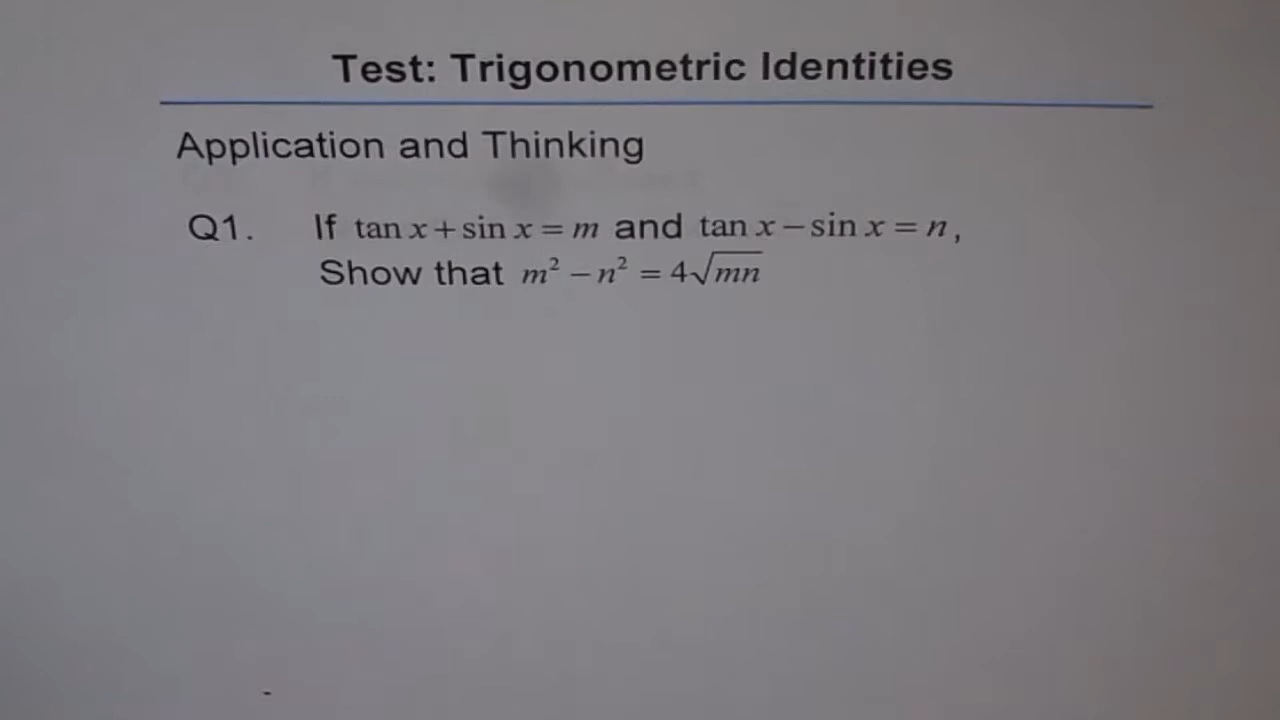 Test: Trigonometric Identities
Application and Thinking
Q1. If tan x + sin x = m and tan x − sin x = n,
Show that m² − n² = 4√mn